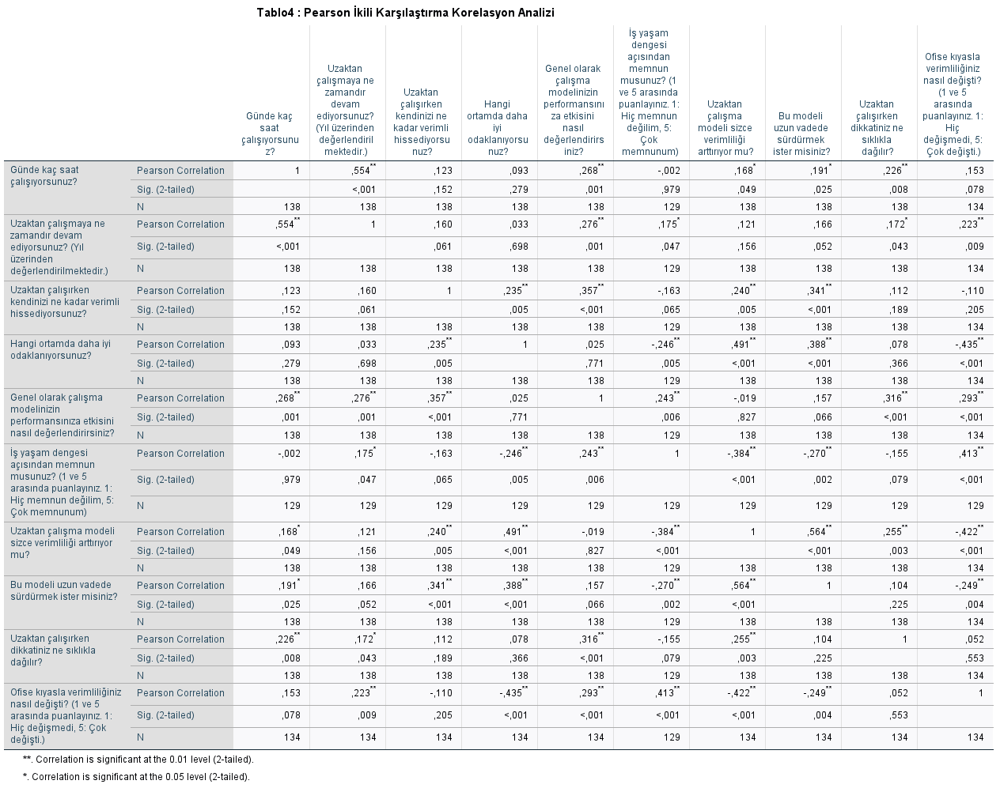 Tablo4 : Pearson İkili Karşılaştırma Korelasyon Analizi
Günde kaç
saat
çalışıyorsunu
z?
Uzaktan
çalışmaya ne
zamandır
devam
ediyorsunuz?
(Yıl üzerinden
değerlendiril
mektedir.)
Uzaktan
çalışırken
kendinizi ne
kadar verimli
hissediyorsu
nuz?
Hangi
ortamda daha
iyi
odaklanıyorsu
nuz?
Genel olarak
çalışma
modelinizin
performansını
za etkisini
nasıl
değerlendirirs
iniz?
İş yaşam
dengesi
açısından
memnun
musunuz? (1
ve 5 arasında
puanlayınız. 1:
Hiç memnun
değilim, 5:
Çok
memnunum)
Uzaktan
çalışma
modeli sizce
verimliliği
arttırıyor mu?
Bu modeli
uzun vadede
sürdürmek
ister misiniz?
Uzaktan
çalışırken
dikkatiniz ne
sıklıkla
dağılır?
Ofise kıyasla
verimliliğiniz
nasıl değişti?
(1 ve 5
arasında
puanlayınız. 1:
Hiç
değişmedi, 5:
Çok değişti.)
Günde kaç saat
çalışıyorsunuz?
Pearson Correlation 1 ,554** ,123 ,093 ,268** -,002 ,168* ,191* ,226** ,153
Sig. (2-tailed) <,001 ,152 ,279 ,001 ,979 ,049 ,025 ,008 ,078
N 138 138 138 138 138 129 138 138 138 134
Uzaktan çalışmaya ne
zamandır devam
ediyorsunuz? (Yıl
üzerinden
değerlendirilmektedir.)
Pearson Correlation ,554** 1 ,160 ,033 ,276** ,175* ,121 ,166 ,172* ,223**
Sig. (2-tailed) <,001 ,061 ,698 ,001 ,047 ,156 ,052 ,043 ,009
N 138 138 138 138 138 129 138 138 138 134
Uzaktan çalışırken
kendinizi ne kadar verimli
hissediyorsunuz?
Pearson Correlation ,123 ,160 1 ,235** ,357** -,163 ,240** ,341** ,112 -,110
Sig. (2-tailed) ,152 ,061 ,005 <,001 ,065 ,005 <,001 ,189 ,205
N 138 138 138 138 138 129 138 138 138 134
Hangi ortamda daha iyi
odaklanıyorsunuz?
Pearson Correlation ,093 ,033 ,235** 1 ,025 -,246** ,491** ,388** ,078 -,435**
Sig. (2-tailed) ,279 ,698 ,005 ,771 ,005 <,001 <,001 ,366 <,001
N 138 138 138 138 138 129 138 138 138 134
Genel olarak çalışma
modelinizin
performansınıza etkisini
nasıl değerlendirirsiniz?
Pearson Correlation ,268** ,276** ,357** ,025 1 ,243** -,019 ,157 ,316** ,293**
Sig. (2-tailed) ,001 ,001 <,001 ,771 ,006 ,827 ,066 <,001 <,001
N 138 138 138 138 138 129 138 138 138 134
İş yaşam dengesi
açısından memnun
musunuz? (1 ve 5
arasında puanlayınız. 1:
Hiç memnun değilim, 5:
Çok memnunum)
Pearson Correlation -,002 ,175* -,163 -,246** ,243** 1 -,384** -,270** -,155 ,413**
Sig. (2-tailed) ,979 ,047 ,065 ,005 ,006 <,001 ,002 ,079 <,001
N 129 129 129 129 129 129 129 129 129 129
Uzaktan çalışma modeli
sizce verimliliği arttırıyor
mu?
Pearson Correlation ,168* ,121 ,240** ,491** -,019 -,384** 1 ,564** ,255** -,422**
Sig. (2-tailed) ,049 ,156 ,005 <,001 ,827 <,001 <,001 ,003 <,001
N 138 138 138 138 138 129 138 138 138 134
Bu modeli uzun vadede
sürdürmek ister misiniz?
Pearson Correlation ,191* ,166 ,341** ,388** ,157 -,270** ,564** 1 ,104 -,249**
Sig. (2-tailed) ,025 ,052 <,001 <,001 ,066 ,002 <,001 ,225 ,004
N 138 138 138 138 138 129 138 138 138 134
Uzaktan çalışırken
dikkatiniz ne sıklıkla
dağılır?
Pearson Correlation ,226** ,172* ,112 ,078 ,316** -,155 ,255** ,104 1 ,052
Sig. (2-tailed) ,008 ,043 ,189 ,366 <,001 ,079 ,003 ,225 ,553
N 138 138 138 138 138 129 138 138 138 134
Ofise kıyasla verimliliğiniz
nasıl değişti? (1 ve 5
arasında puanlayınız. 1:
Hiç değişmedi, 5: Çok
değişti.)
Pearson Correlation ,153 ,223** -,110 -,435** ,293** ,413** -,422** -,249** ,052 1
Sig. (2-tailed) ,078 ,009 ,205 <,001 <,001 <,001 <,001 ,004 ,553
N 134 134 134 134 134 129 134 134 134 134
**. Correlation is significant at the 0.01 level (2-tailed).
*. Correlation is significant at the 0.05 level (2-tailed).